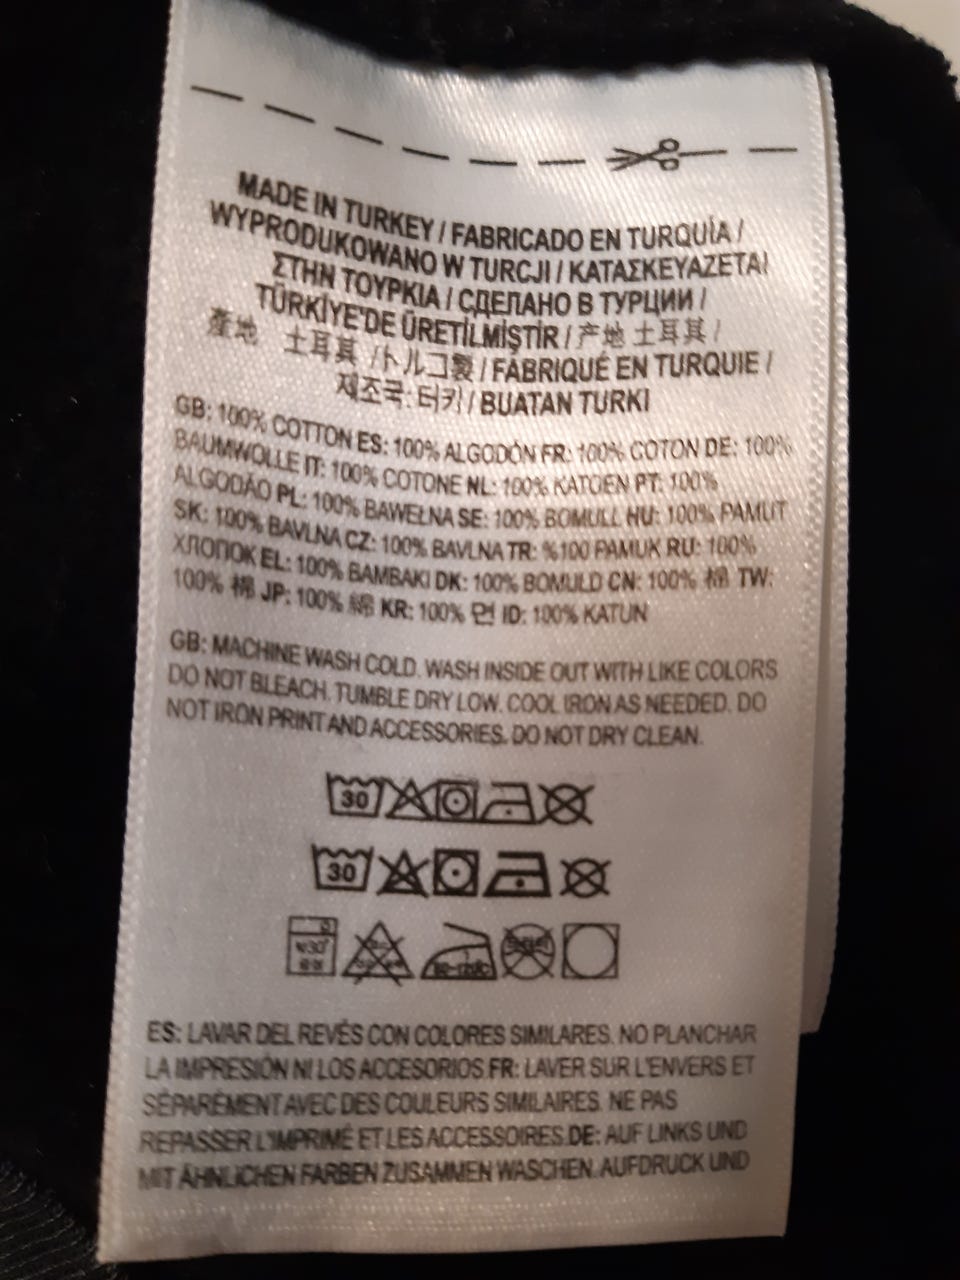 MADE IN TURKEY / FABRICADO EN TURQUÍA /
WYPRODUKOWANO W TURCJI / ΚΑΤΑΣΚΕΥΑΖΕΤΑΙ
ΣΤΗΝ ΤΟΥΡΚΙΑ / СДЕЛАНО В ТУРЦИИ /
TÜRKİYE'DE ÜRETİLMİŞTİR / 产地 土耳其 /
產地 土耳其 / トルコ製 / FABRIQUÉ EN TURQUIE /
제조국: 터키 / BUATAN TURKI
GB: 100% COTTON ES: 100% ALGODÓN FR: 100% COTON DE: 100%
BAUMWOLLE IT: 100% COTONE NL: 100% KATOEN PT: 100%
ALGODÃO PL: 100% BAWEŁNA SE: 100% BOMULL HU: 100% PAMUT
SK: 100% BAVLNA CZ: 100% BAVLNA TR: %100 PAMUK RU: 100%
ХЛОПОК EL: 100% ΒΑΜΒΑΚΙ DK: 100% BOMULD CN: 100% 棉 TW:
100% 棉 JP: 100% 綿 KR: 100% 면 ID: 100% KATUN
GB: MACHINE WASH COLD. WASH INSIDE OUT WITH LIKE COLORS
DO NOT BLEACH. TUMBLE DRY LOW. COOL IRON AS NEEDED. DO
NOT IRON PRINT AND ACCESSORIES. DO NOT DRY CLEAN.
30
30
ES: LAVAR DEL REVÉS CON COLORES SIMILARES. NO PLANCHAR
LA IMPRESIÓN NI LOS ACCESORIOS FR: LAVER SUR L'ENVERS ET
SÉPARÉMENT AVEC DES COULEURS SIMILAIRES. NE PAS
REPASSER L'IMPRIMÉ ET LES ACCESSOIRES.DE: AUF LINKS UND
MIT ÄHNLICHEN FARBEN ZUSAMMEN WASCHEN. AUFDRUCK UND